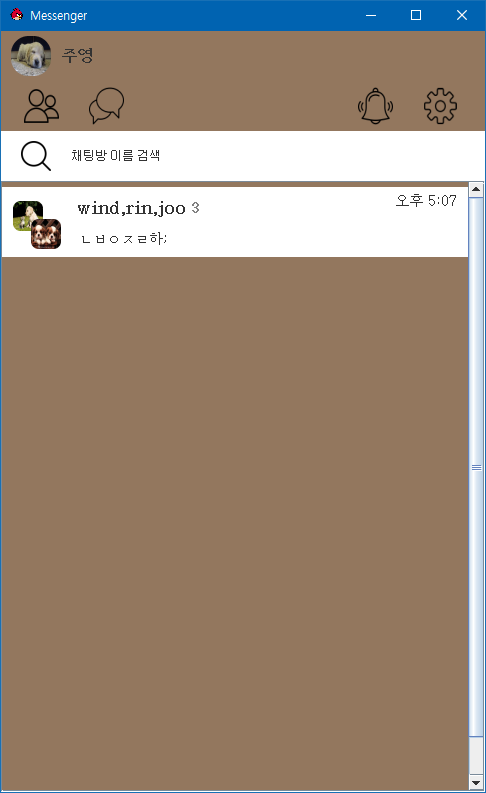 Messenger
주영
채팅방 이름 검색
wind,rin,joo 3
오후 5:07
ㄴㅂㅇㅈㄹ하;